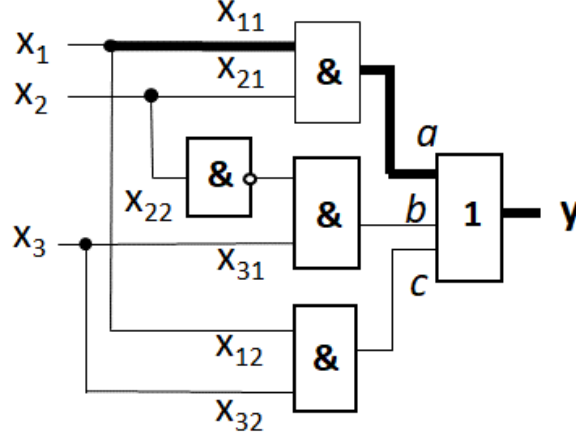 x₁₁
x₁
x₂₁
&
x₂
a
&
x₂₂
&
b
1
y
x₃
x₃₁
c
x₁₂
&
x₃₂